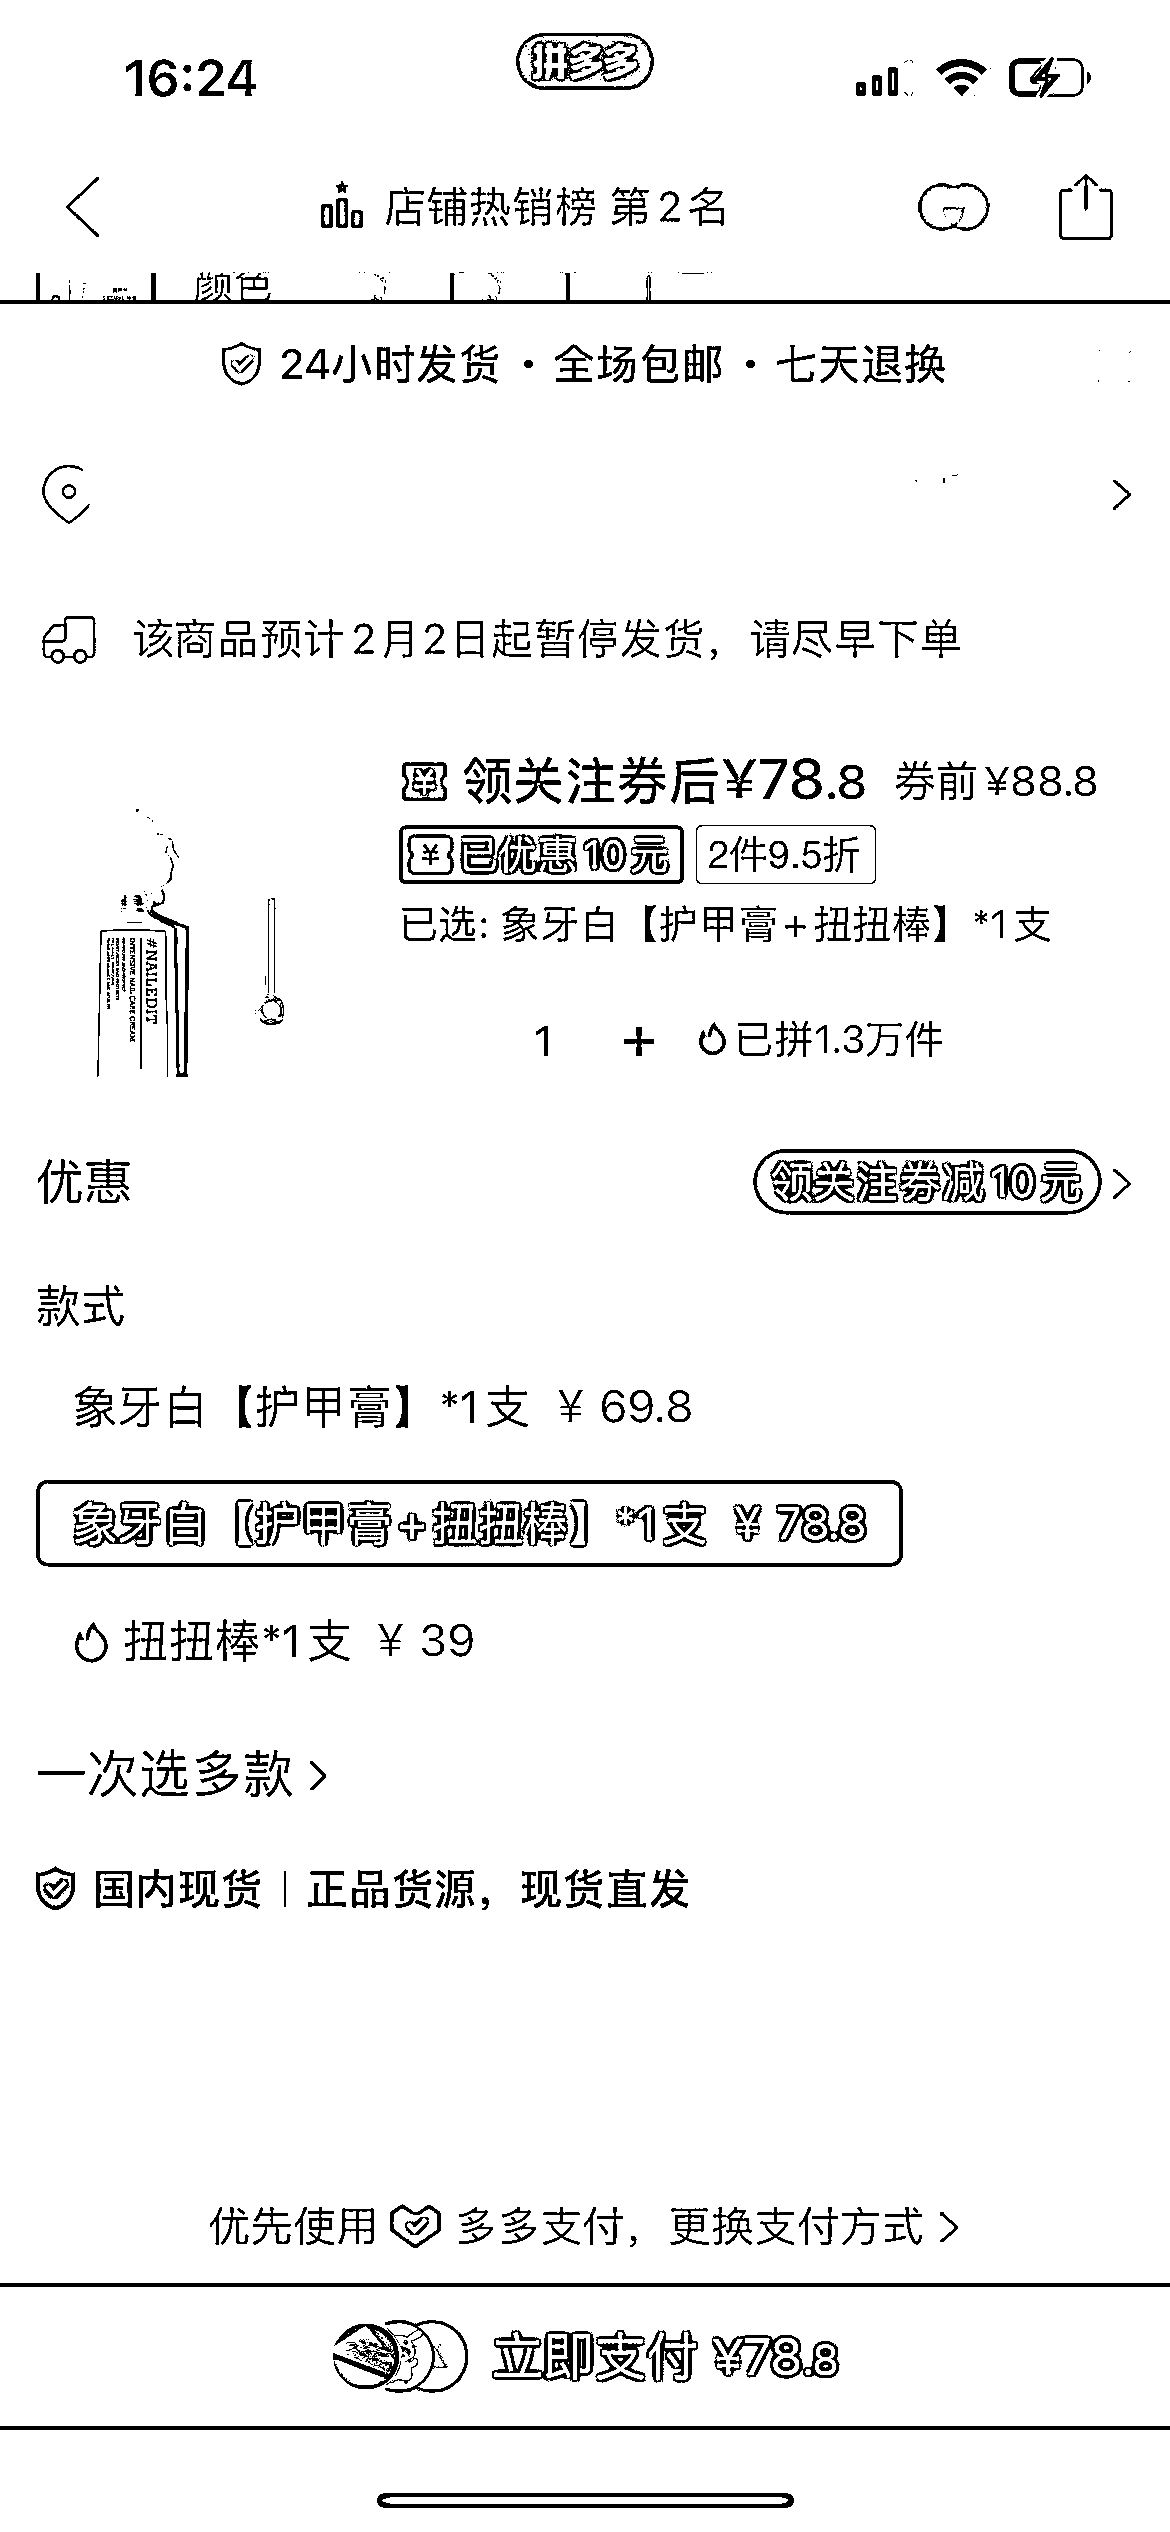 16:24
拼多多
店铺热销榜 第2名
颜色
24小时发货 · 全场包邮 · 七天退换
该商品预计2月2日起暂停发货，请尽早下单
领关注券后¥78.8 券前¥88.8
已优惠10元 2件9.5折
已选: 象牙白【护甲膏+扭扭棒】*1支
#NAILEDIT
INTENSIVE NAIL CARE CREAM
1 + 已拼1.3万件
优惠 领关注券减10元
款式
象牙白【护甲膏】*1支 ¥ 69.8
象牙白【护甲膏+扭扭棒】*1支 ¥ 78.8
扭扭棒*1支 ¥ 39
一次选多款
国内现货 | 正品货源，现货直发
优先使用 多多支付，更换支付方式
立即支付 ¥78.8